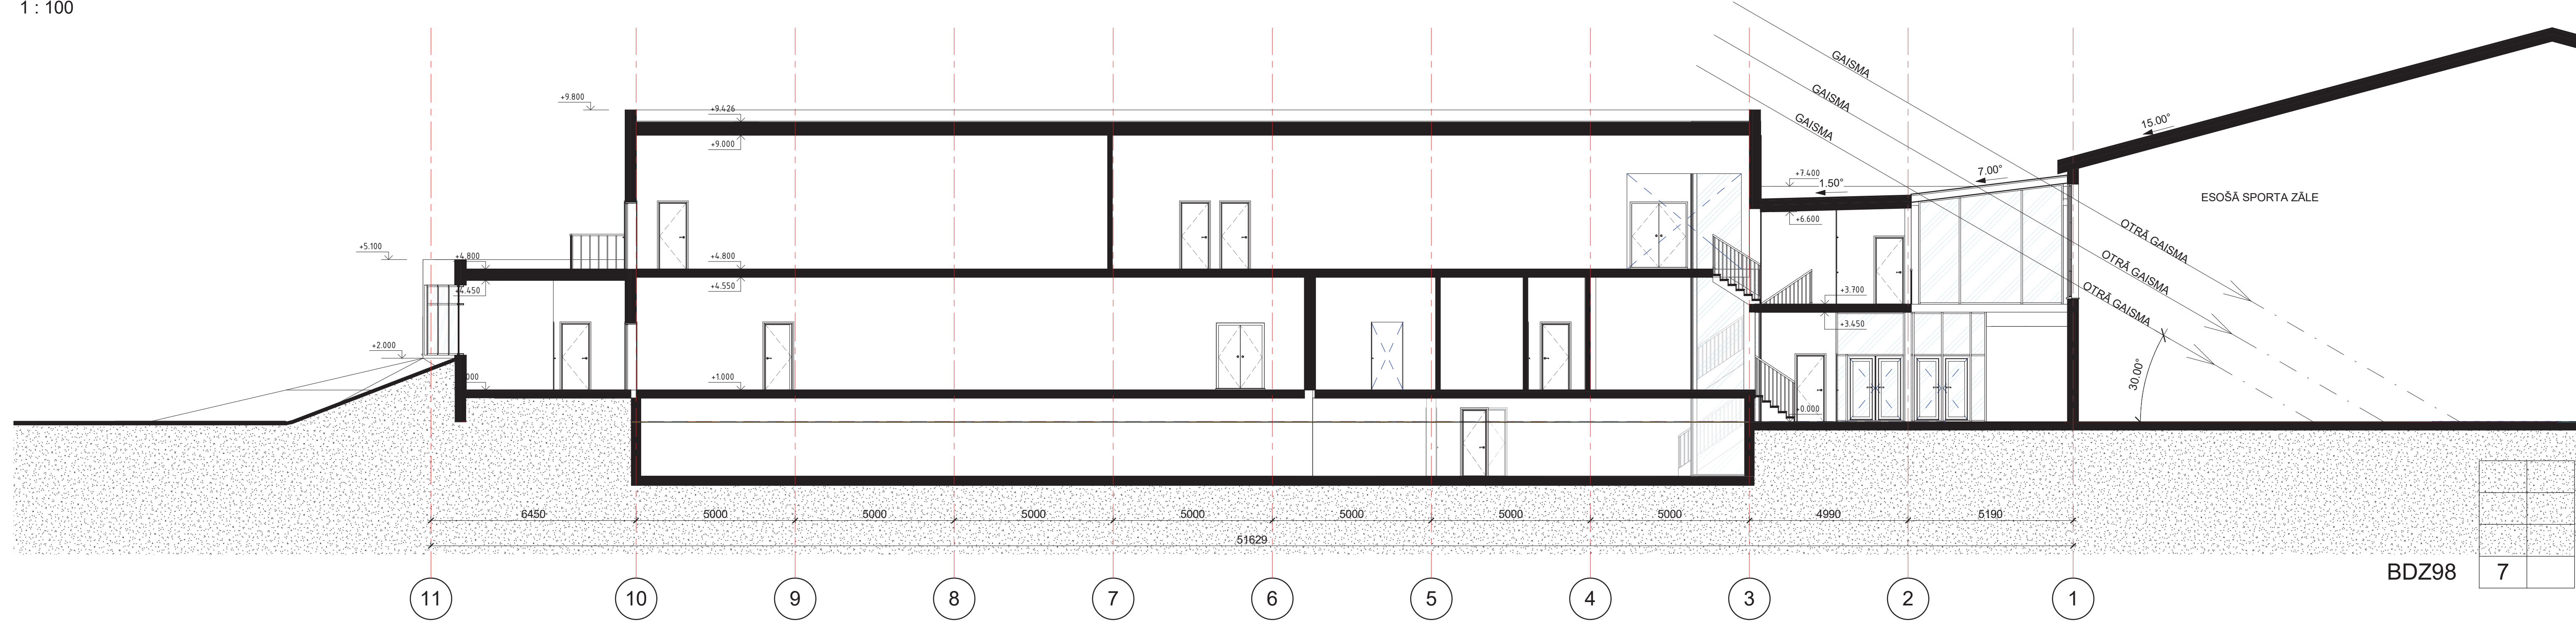 1 : 100
GAISMA
GAISMA
GAISMA
+9.800
+9.426
+9.000
15.00°
7.00°
+7.400
1.50°
ESOŠĀ SPORTA ZĀLE
+6.600
OTRĀ GAISMA
OTRĀ GAISMA
OTRĀ GAISMA
+5.100
+4.800
+4.800
+4.450
+4.550
+3.700
+3.450
+2.000
+1.000
30.00°
+0.000
6450 5000 5000 5000 5000 5000 5000 5000 4990 5190
51629
BDZ98 7
11 10 9 8 7 6 5 4 3 2 1